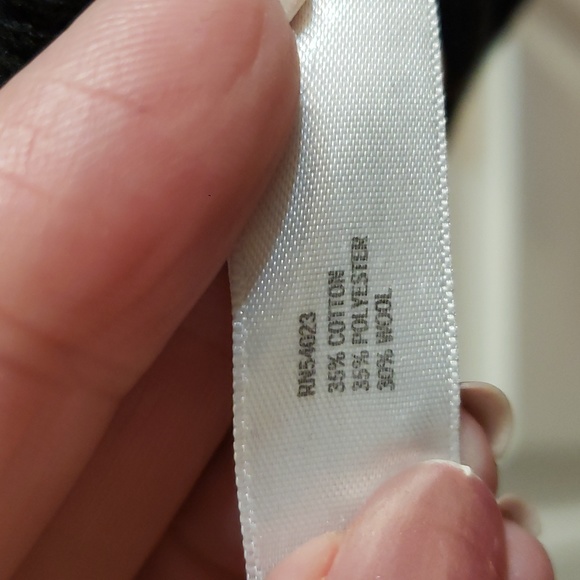 RN54023
35% COTTON
35% POLYESTER
30% WOOL